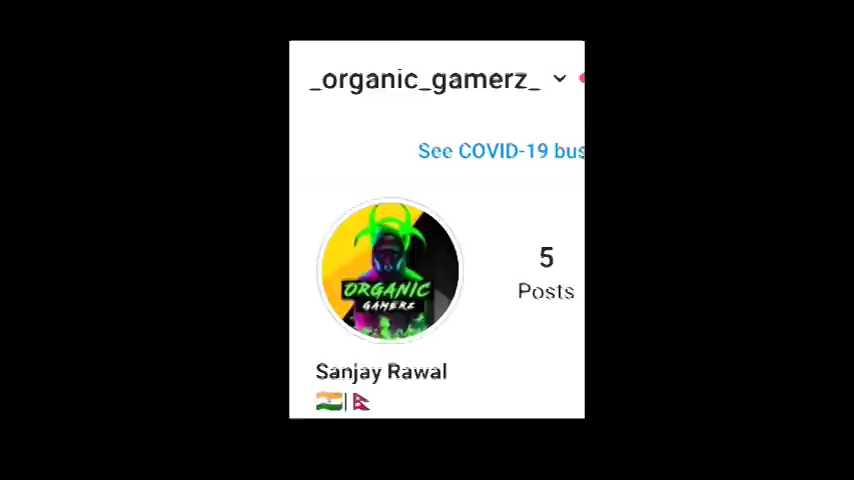 _organic_gamerz_
See COVID-19 bus
ORGANIC
GAMERZ
5
Posts
Sanjay Rawal